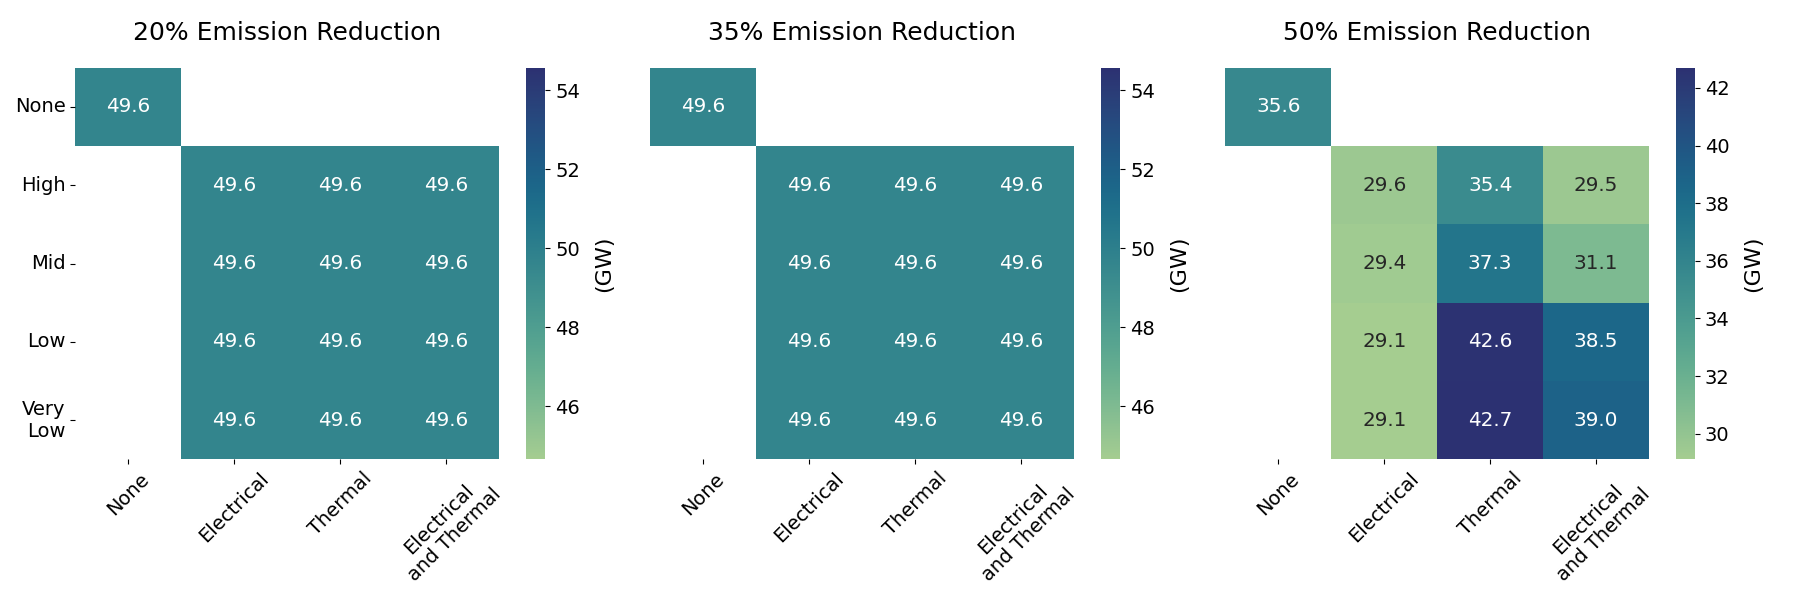 20% Emission Reduction
35% Emission Reduction
50% Emission Reduction
None
49.6
54
49.6
54
35.6
42
High
49.6 49.6 49.6
52
49.6 49.6 49.6
52
29.6 35.4 29.5
40
38
Mid
49.6 49.6 49.6
50
(GW)
49.6 49.6 49.6
50
(GW)
29.4 37.3 31.1
36
(GW)
34
Low
49.6 49.6 49.6
48
49.6 49.6 49.6
48
29.1 42.6 38.5
32
Very
Low
49.6 49.6 49.6
46
49.6 49.6 49.6
46
29.1 42.7 39.0
30
None
Electrical
Thermal
Electrical
and Thermal
None
Electrical
Thermal
Electrical
and Thermal
None
Electrical
Thermal
Electrical
and Thermal